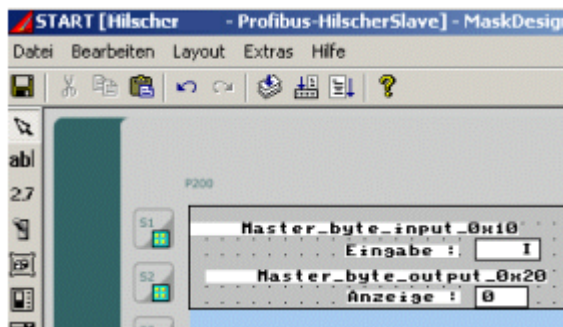 START [Hilscher - Profibus-HilscherSlave] - MaskDesign
Datei Bearbeiten Layout Extras Hilfe
abl
2.7
P200
S1
Master_byte_input_0x10
Eingabe : I
S2
Master_byte_output_0x20
Anzeige : 0